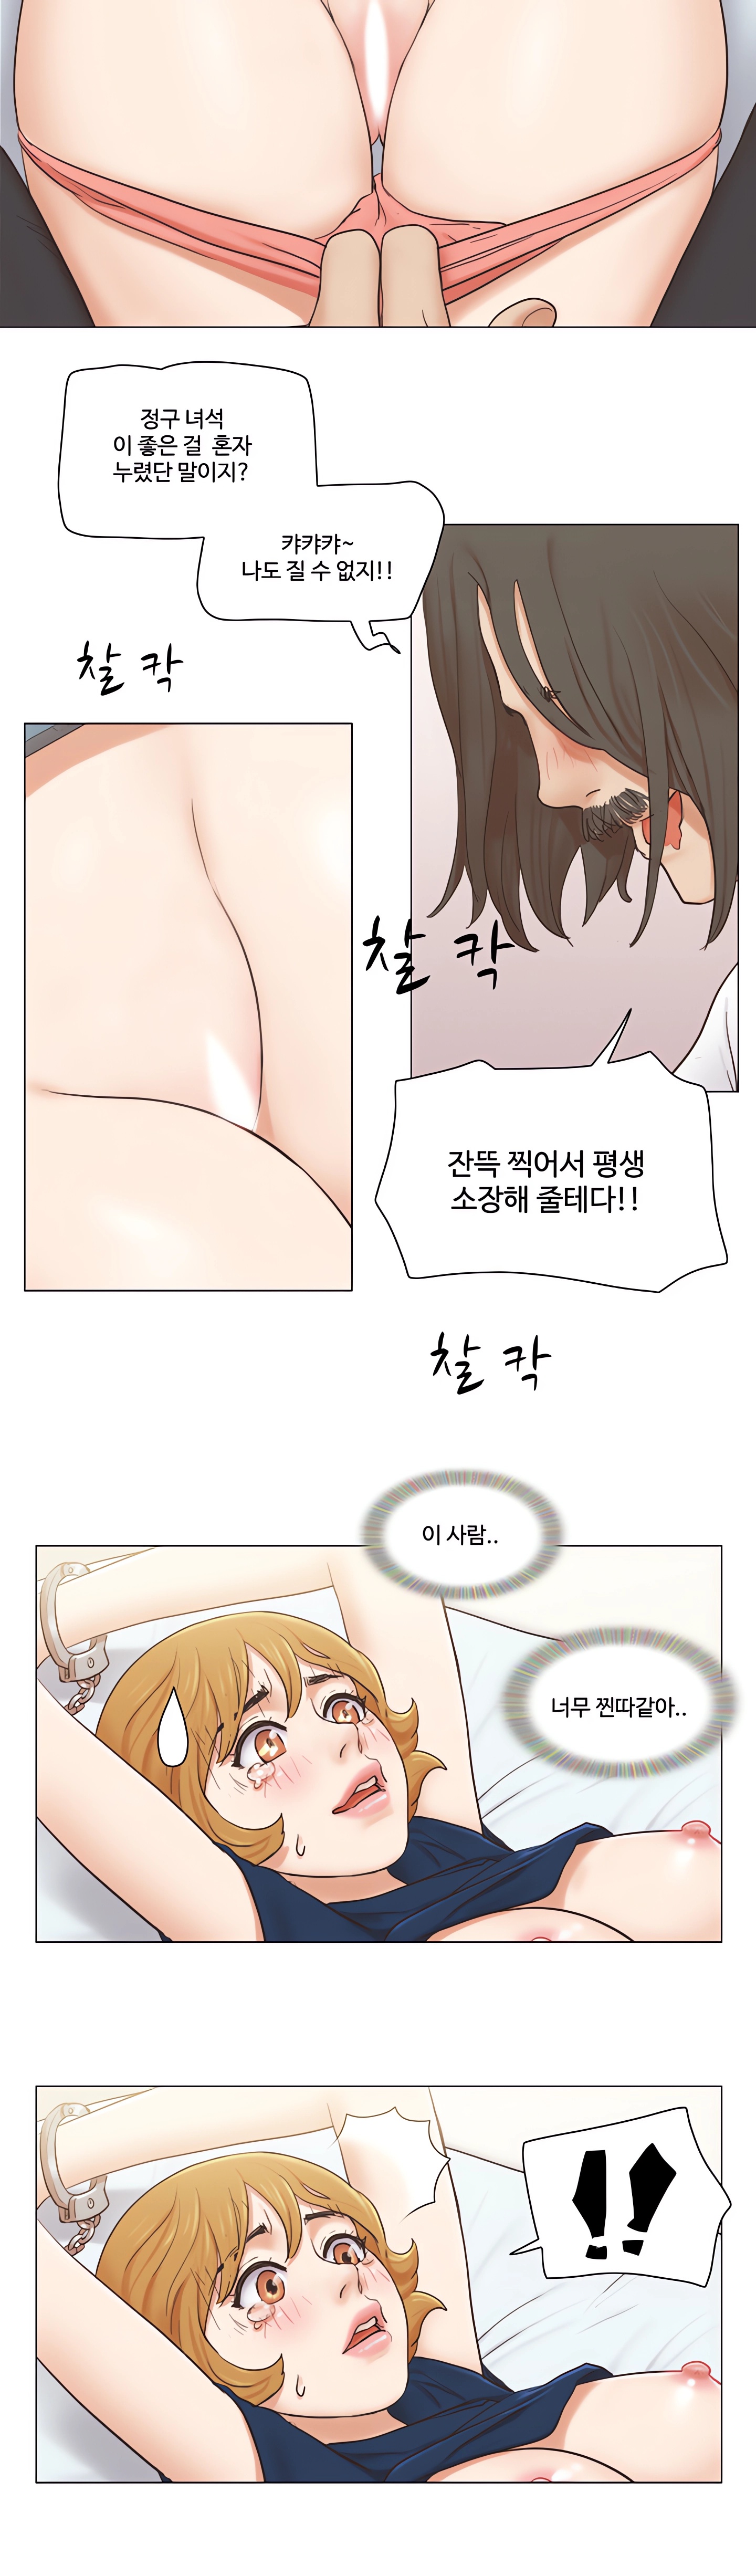 정구 녀석
이 좋은 걸 혼자
누렸단 말이지?
캬캬캬~
나도 질 수 없지!!
찰칵
찰칵
잔뜩 찍어서 평생
소장해 줄테다!!
찰칵
이 사람..
너무 찐따같아..
!!